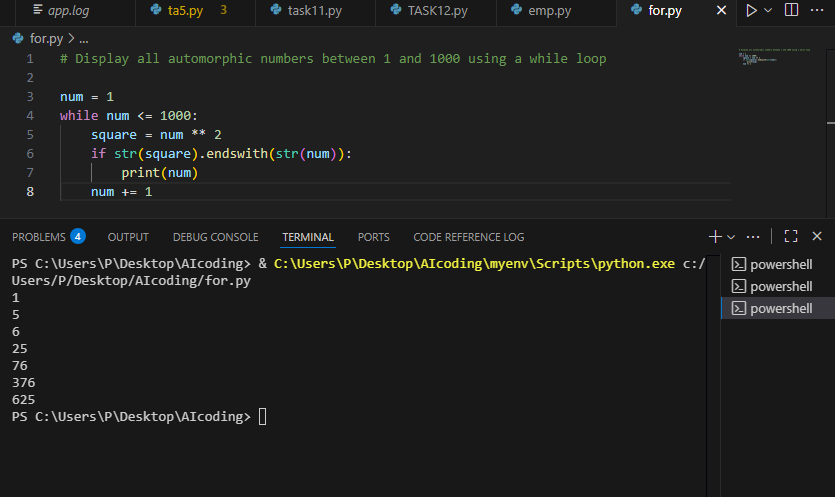 app.log ta5.py 3 task11.py TASK12.py emp.py for.py
for.py > ...
1 # Display all automorphic numbers between 1 and 1000 using a while loop
2
3 num = 1
4 while num <= 1000:
5 square = num ** 2
6 if str(square).endswith(str(num)):
7 print(num)
8 num += 1
PROBLEMS 4 OUTPUT DEBUG CONSOLE TERMINAL PORTS CODE REFERENCE LOG
PS C:\Users\P\Desktop\AIcoding> & C:\Users\P\Desktop\AIcoding\myenv\Scripts\python.exe c:/
Users/P/Desktop/AIcoding/for.py
1
5
6
25
76
376
625
PS C:\Users\P\Desktop\AIcoding>
powershell
powershell
powershell